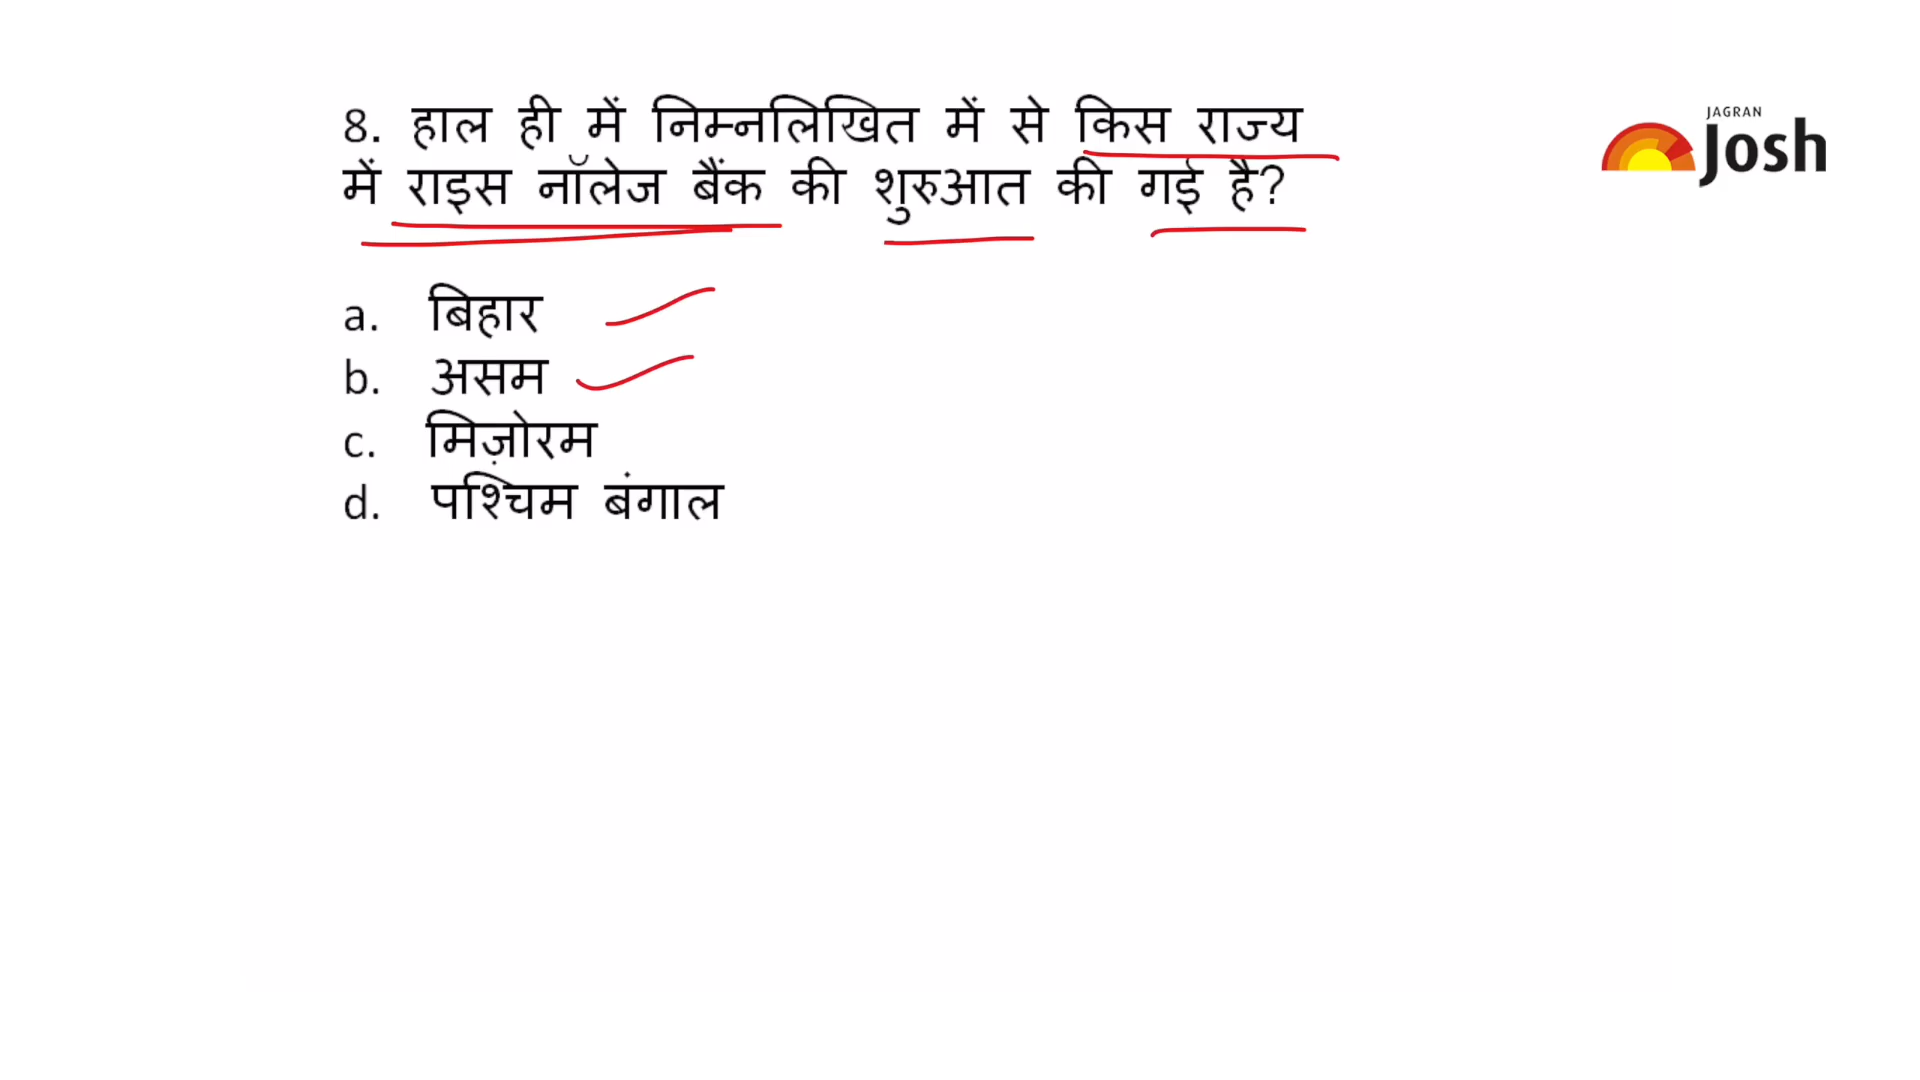 8. हाल ही में निम्नलिखित में से किस राज्य
में राइस नॉलेज बैंक की शुरुआत की गई है?
a. बिहार
b. असम
c. मिज़ोरम
d. पश्चिम बंगाल
JAGRAN
Josh